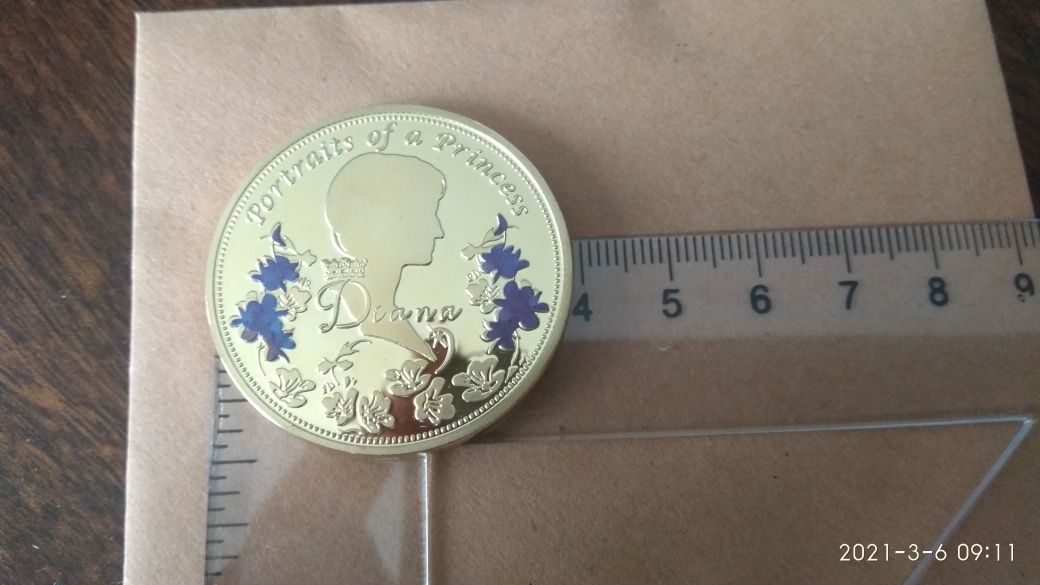 Portraits of a Princess
Diana
4 5 6 7 8 9
2021-3-6 09:11